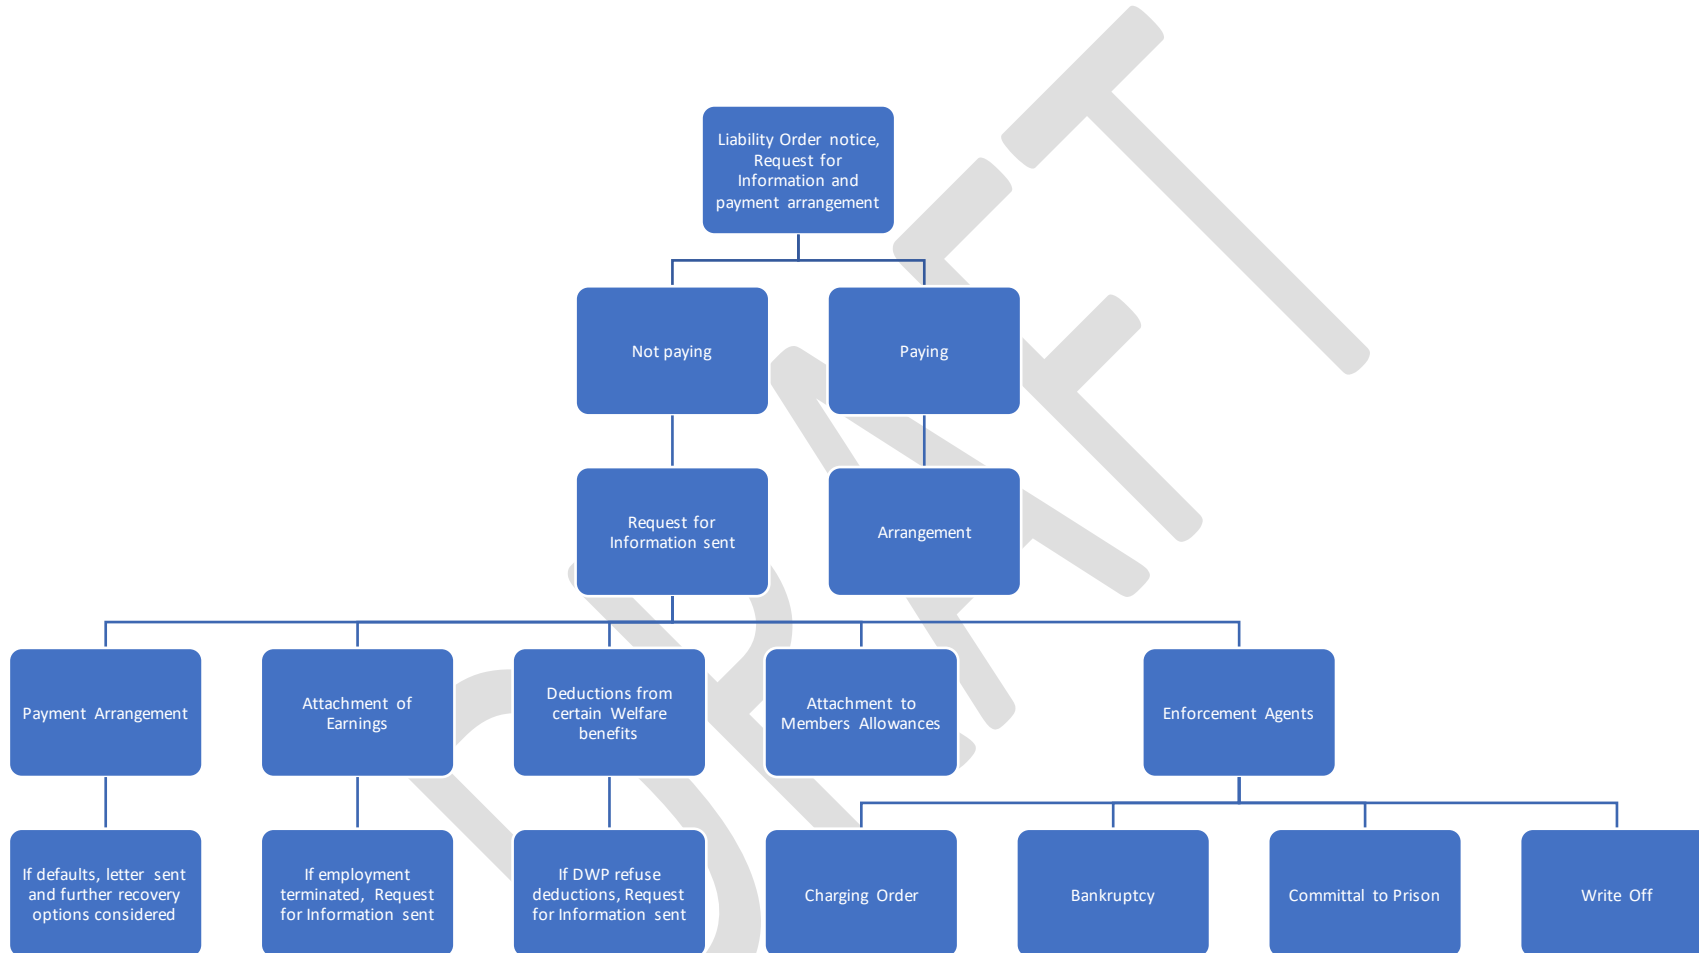 Liability Order notice,
Request for
Information and
payment arrangement
Not paying
Paying
Request for
Information sent
Arrangement
Payment Arrangement
Attachment of
Earnings
Deductions from
certain Welfare
benefits
Attachment to
Members Allowances
Enforcement Agents
If defaults, letter sent
and further recovery
options considered
If employment
terminated, Request
for Information sent
If DWP refuse
deductions, Request
for Information sent
Charging Order
Bankruptcy
Committal to Prison
Write Off
DRAFT